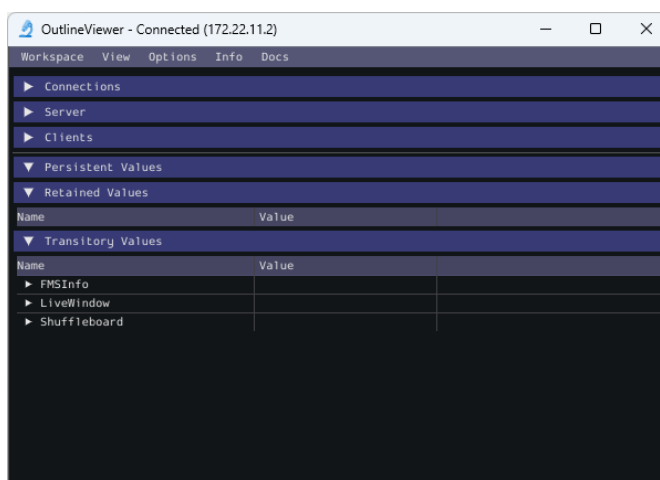 OutlineViewer - Connected (172.22.11.2)
Workspace View Options Info Docs
Connections
Server
Clients
Persistent Values
Retained Values
Name Value
Transitory Values
Name Value
FMSInfo
LiveWindow
Shuffleboard